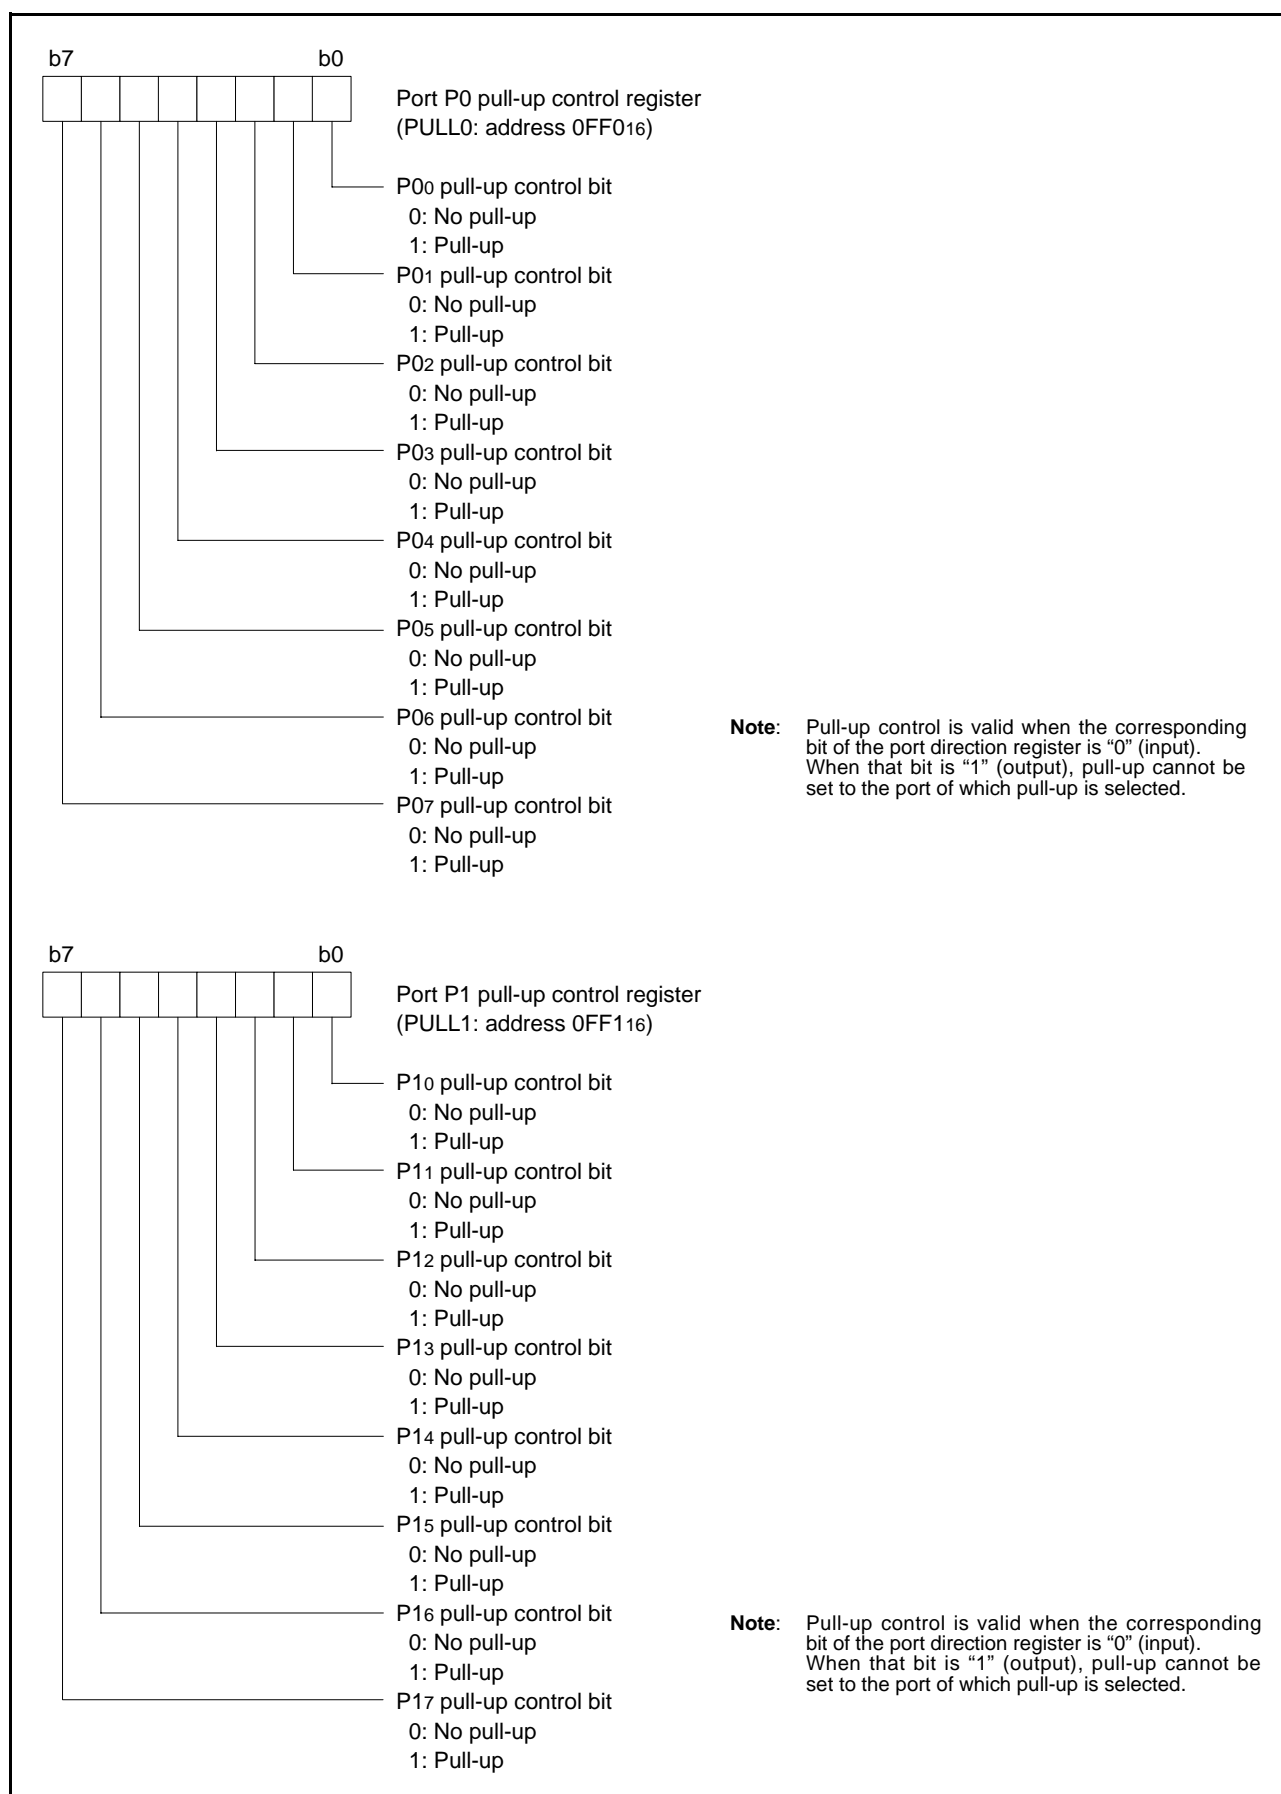 b7 b0
Port P0 pull-up control register
(PULL0: address 0FF016)
P00 pull-up control bit
0: No pull-up
1: Pull-up
P01 pull-up control bit
0: No pull-up
1: Pull-up
P02 pull-up control bit
0: No pull-up
1: Pull-up
P03 pull-up control bit
0: No pull-up
1: Pull-up
P04 pull-up control bit
0: No pull-up
1: Pull-up
P05 pull-up control bit
0: No pull-up
1: Pull-up
P06 pull-up control bit
0: No pull-up
1: Pull-up
P07 pull-up control bit
0: No pull-up
1: Pull-up
Note: Pull-up control is valid when the corresponding
bit of the port direction register is “0” (input).
When that bit is “1” (output), pull-up cannot be
set to the port of which pull-up is selected.
b7 b0
Port P1 pull-up control register
(PULL1: address 0FF116)
P10 pull-up control bit
0: No pull-up
1: Pull-up
P11 pull-up control bit
0: No pull-up
1: Pull-up
P12 pull-up control bit
0: No pull-up
1: Pull-up
P13 pull-up control bit
0: No pull-up
1: Pull-up
P14 pull-up control bit
0: No pull-up
1: Pull-up
P15 pull-up control bit
0: No pull-up
1: Pull-up
P16 pull-up control bit
0: No pull-up
1: Pull-up
P17 pull-up control bit
0: No pull-up
1: Pull-up
Note: Pull-up control is valid when the corresponding
bit of the port direction register is “0” (input).
When that bit is “1” (output), pull-up cannot be
set to the port of which pull-up is selected.